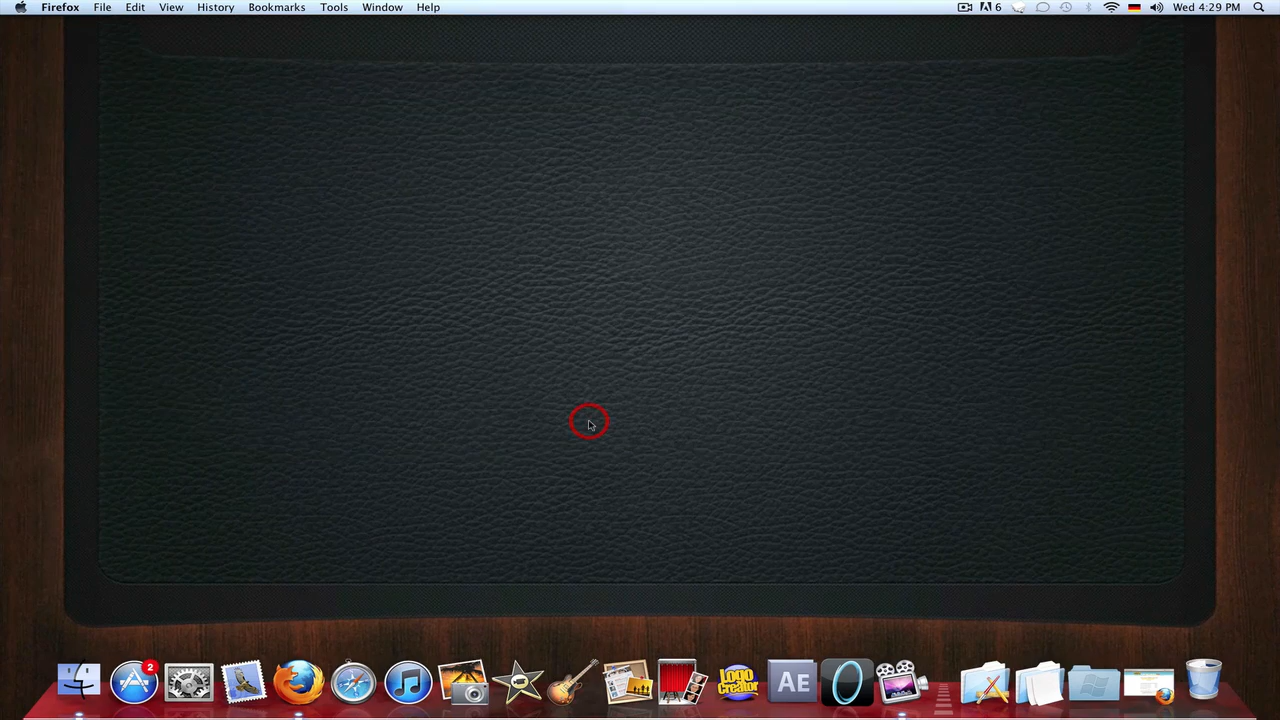 Firefox File Edit View History Bookmarks Tools Window Help 6 Wed 4:29 PM
2
Logo
Creator
AE